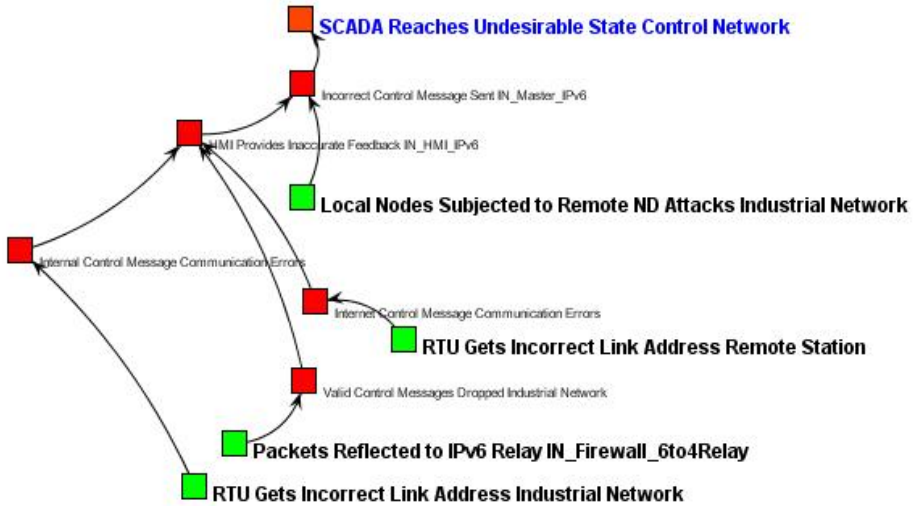 SCADA Reaches Undesirable State Control Network
Incorrect Control Message Sent IN_Master_IPv6
HMI Provides Inaccurate Feedback IN_HMI_IPv6
Local Nodes Subjected to Remote ND Attacks Industrial Network
Internal Control Message Communication Errors
Internet Control Message Communication Errors
RTU Gets Incorrect Link Address Remote Station
Valid Control Messages Dropped Industrial Network
Packets Reflected to IPv6 Relay IN_Firewall_6to4Relay
RTU Gets Incorrect Link Address Industrial Network